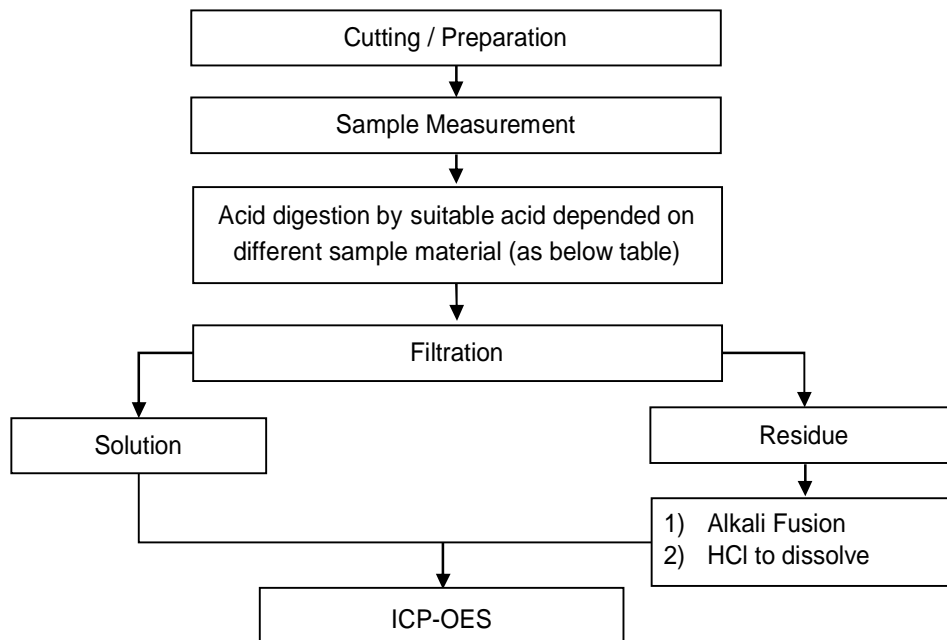 Cutting / Preparation
Sample Measurement
Acid digestion by suitable acid depended on
different sample material (as below table)
Filtration
Solution
Residue
1) Alkali Fusion
2) HCl to dissolve
ICP-OES